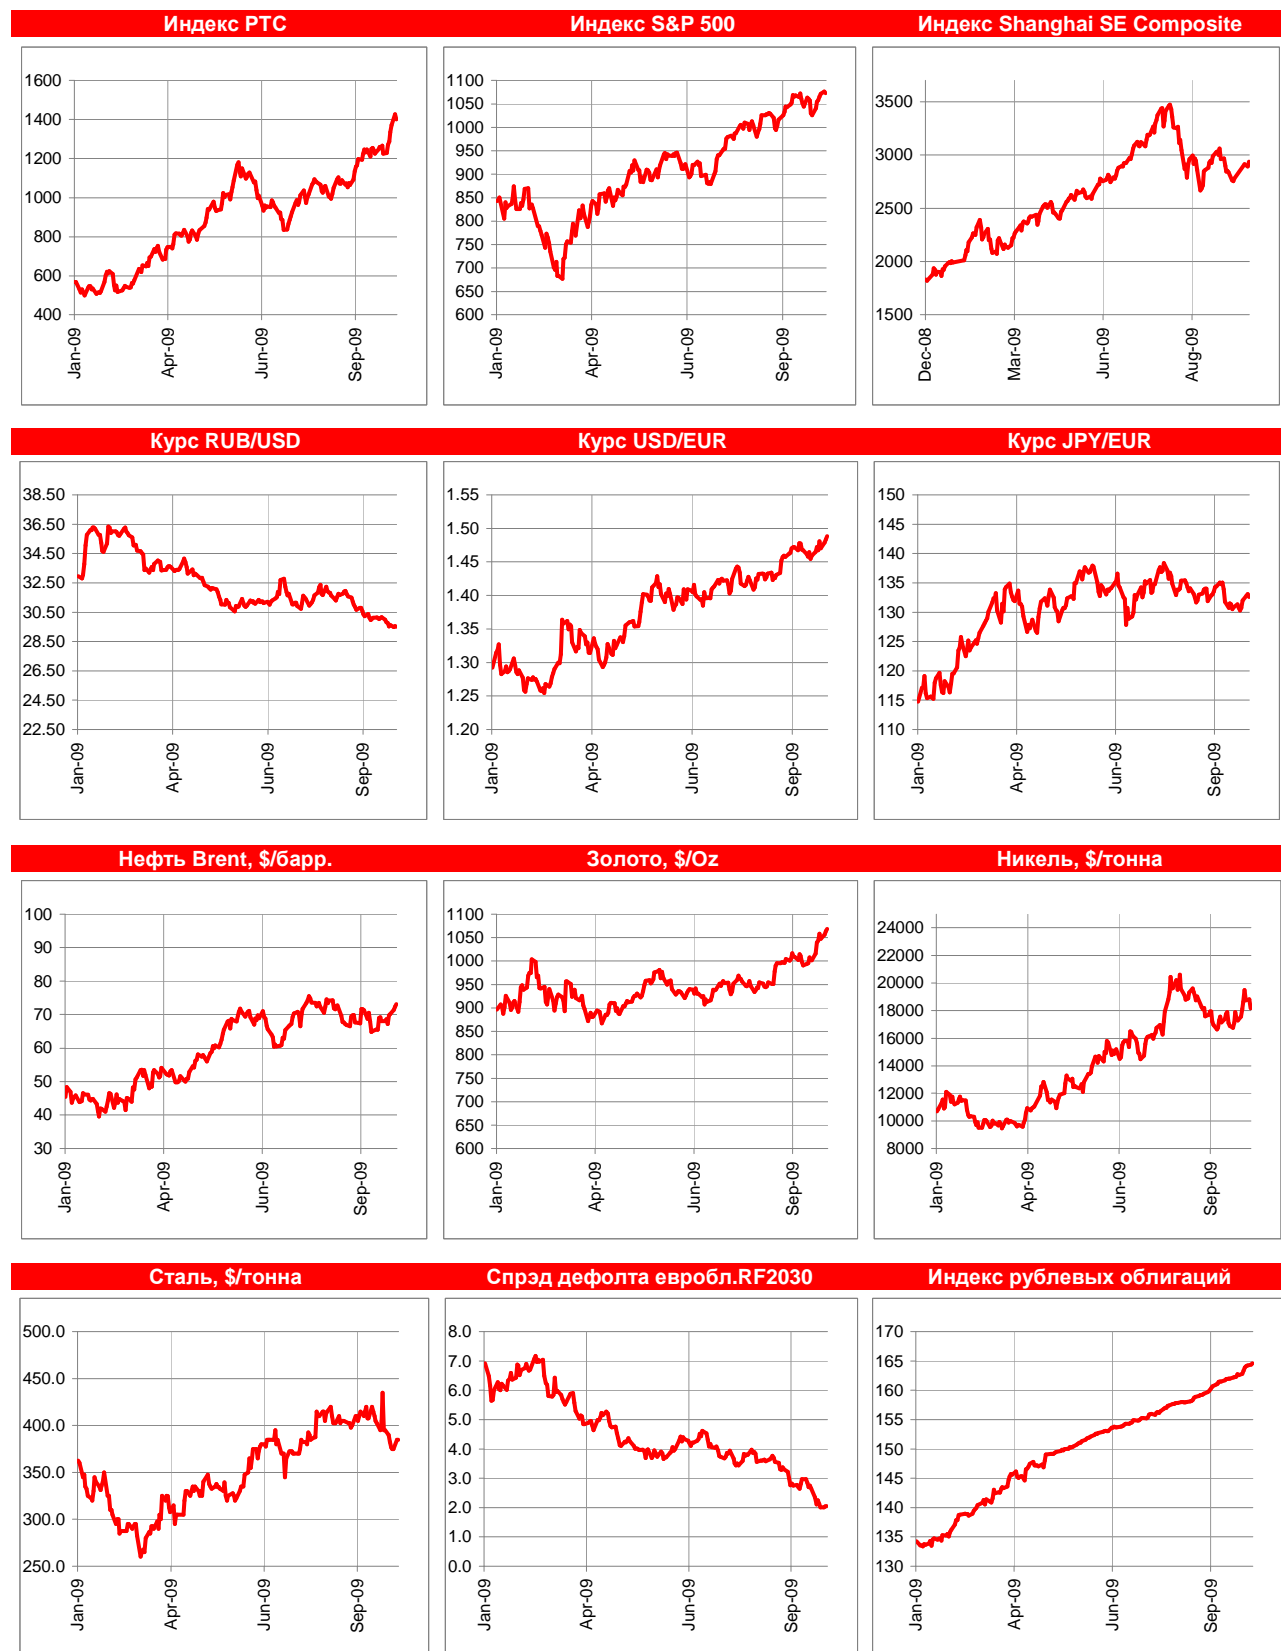 Индекс РТС
1600
1400
1200
1000
800
600
400
Jan-09
Apr-09
Jun-09
Sep-09
Индекс S&P 500
1100
1050
1000
950
900
850
800
750
700
650
600
Jan-09
Apr-09
Jun-09
Sep-09
Индекс Shanghai SE Composite
3500
3000
2500
2000
1500
Dec-08
Mar-09
Jun-09
Aug-09
Курс RUB/USD
38.50
36.50
34.50
32.50
30.50
28.50
26.50
24.50
22.50
Jan-09
Apr-09
Jun-09
Sep-09
Курс USD/EUR
1.55
1.50
1.45
1.40
1.35
1.30
1.25
1.20
Jan-09
Apr-09
Jun-09
Sep-09
Курс JPY/EUR
150
145
140
135
130
125
120
115
110
Jan-09
Apr-09
Jun-09
Sep-09
Нефть Brent, $/барр.
100
90
80
70
60
50
40
30
Jan-09
Apr-09
Jun-09
Sep-09
Золото, $/Oz
1100
1050
1000
950
900
850
800
750
700
650
600
Jan-09
Apr-09
Jun-09
Sep-09
Никель, $/тонна
24000
22000
20000
18000
16000
14000
12000
10000
8000
Jan-09
Apr-09
Jun-09
Sep-09
Сталь, $/тонна
500.0
450.0
400.0
350.0
300.0
250.0
Jan-09
Apr-09
Jun-09
Sep-09
Спрэд дефолта евробл.RF2030
8.0
7.0
6.0
5.0
4.0
3.0
2.0
1.0
0.0
Jan-09
Apr-09
Jun-09
Sep-09
Индекс рублевых облигаций
170
165
160
155
150
145
140
135
130
Jan-09
Apr-09
Jun-09
Sep-09